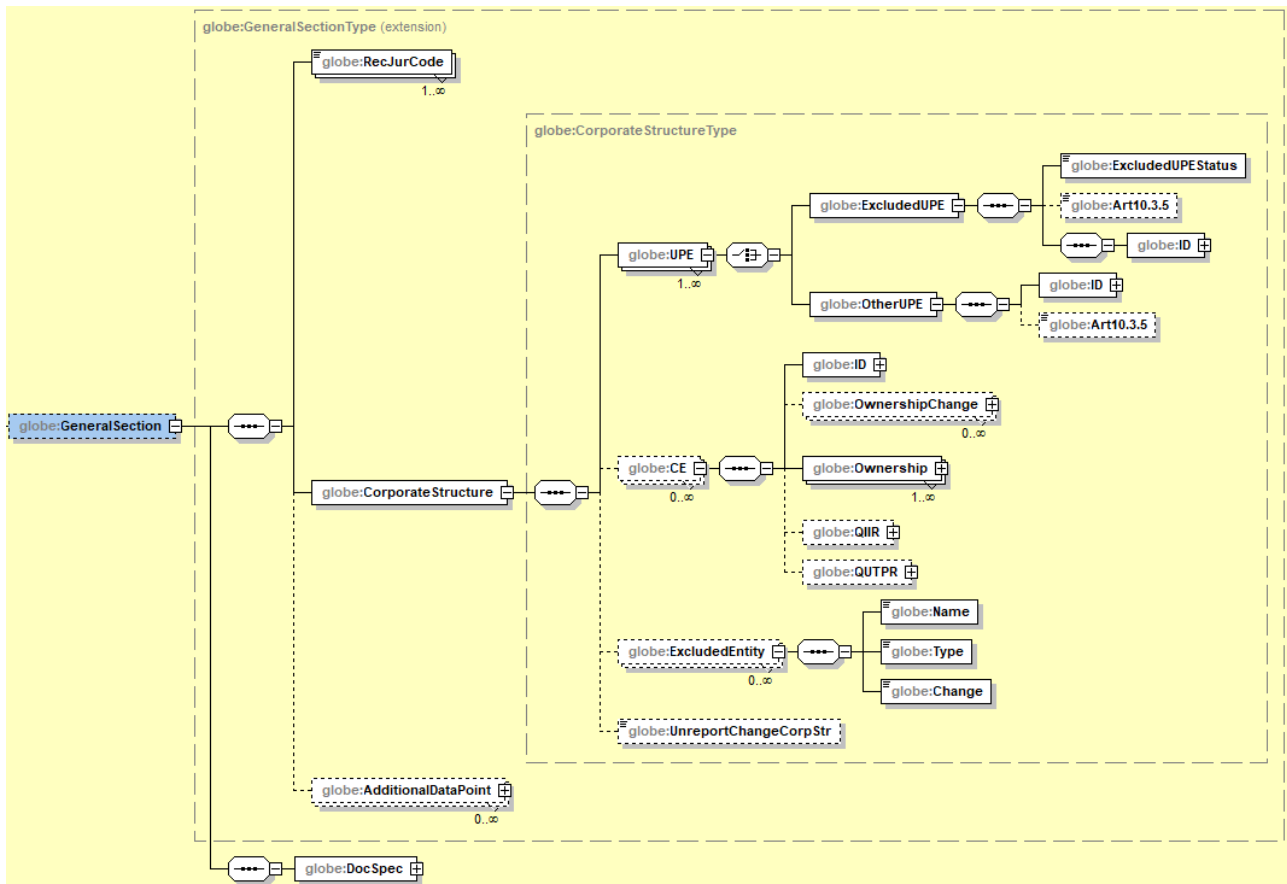 globe:GeneralSectionType (extension)
globe:RecJurCode
1..∞
globe:CorporateStructureType
globe:ExcludedUPEStatus
globe:ExcludedUPE
globe:Art10.3.5
globe:UPE
globe:ID
1..∞
globe:OtherUPE
globe:ID
globe:Art10.3.5
globe:ID
globe:OwnershipChange
0..∞
globe:GeneralSection
globe:CE
0..∞
globe:Ownership
1..∞
globe:CorporateStructure
globe:QIIR
globe:QUTPR
globe:Name
globe:ExcludedEntity
0..∞
globe:Type
globe:Change
globe:UnreportChangeCorpStr
globe:AdditionalDataPoint
0..∞
globe:DocSpec